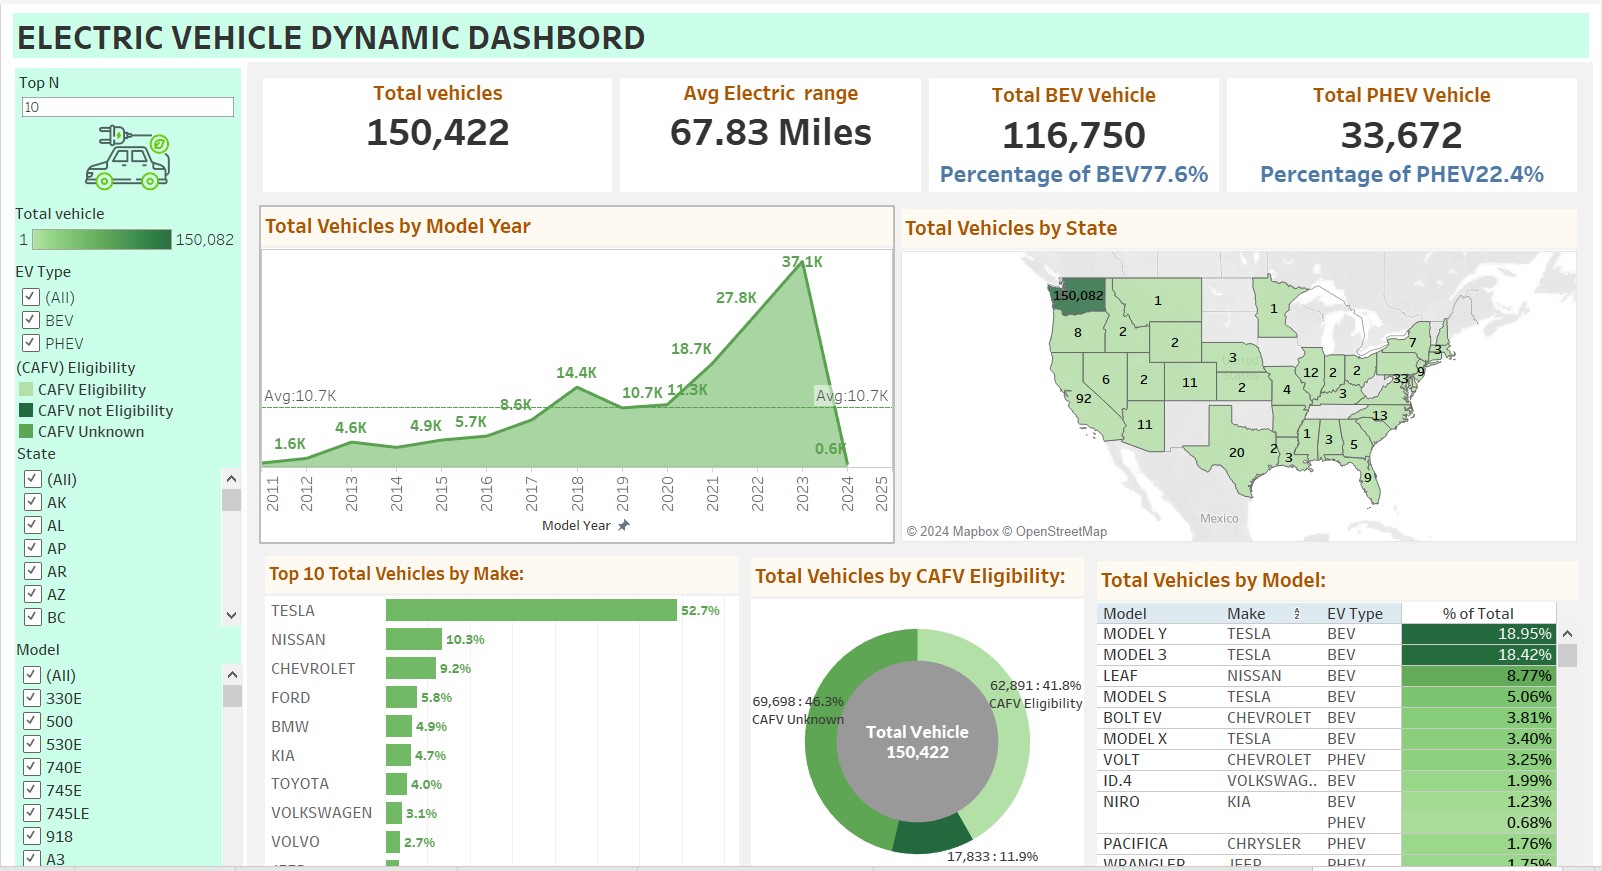 ELECTRIC VEHICLE DYNAMIC DASHBORD
Top N
10
Total vehicle
1 150,082
EV Type
(All)
BEV
PHEV
(CAFV) Eligibility
CAFV Eligibility
CAFV not Eligibility
CAFV Unknown
State
(All)
AK
AL
AP
AR
AZ
BC
Model
(All)
330E
500
530E
740E
745E
745LE
918
A3
Total vehicles
150,422
Avg Electric range
67.83 Miles
Total BEV Vehicle
116,750
Percentage of BEV77.6%
Total PHEV Vehicle
33,672
Percentage of PHEV22.4%
Total Vehicles by Model Year
37.1K
27.8K
18.7K
14.4K
10.7K 11.3K
Avg:10.7K
Avg:10.7K
8.6K
4.6K
4.9K
5.7K
1.6K
0.6K
2011 2012 2013 2014 2015 2016 2017 2018 2019 2020 2021 2022 2023 2024 2025
Model Year
Total Vehicles by State
150,082
1
1
8
2
2
7
3
3
6
2
11
2
4
12
2
2
33
9
92
3
11
13
20
2
3
1
3
5
9
United States
Mexico
© 2024 Mapbox © OpenStreetMap
Top 10 Total Vehicles by Make:
TESLA 52.7%
NISSAN 10.3%
CHEVROLET 9.2%
FORD 5.8%
BMW 4.9%
KIA 4.7%
TOYOTA 4.0%
VOLKSWAGEN 3.1%
VOLVO 2.7%
Total Vehicles by CAFV Eligibility:
62,891 : 41.8%
CAFV Eligibility
69,698 : 46.3%
CAFV Unknown
Total Vehicle
150,422
17,833 : 11.9%
Total Vehicles by Model:
Model Make EV Type % of Total
MODEL Y TESLA BEV 18.95%
MODEL 3 TESLA BEV 18.42%
LEAF NISSAN BEV 8.77%
MODEL S TESLA BEV 5.06%
BOLT EV CHEVROLET BEV 3.81%
MODEL X TESLA BEV 3.40%
VOLT CHEVROLET PHEV 3.25%
ID.4 VOLKSWAG.. BEV 1.99%
NIRO KIA BEV 1.23%
PHEV 0.68%
PACIFICA CHRYSLER PHEV 1.76%
WRANGLER JEEP PHEV 1.75%